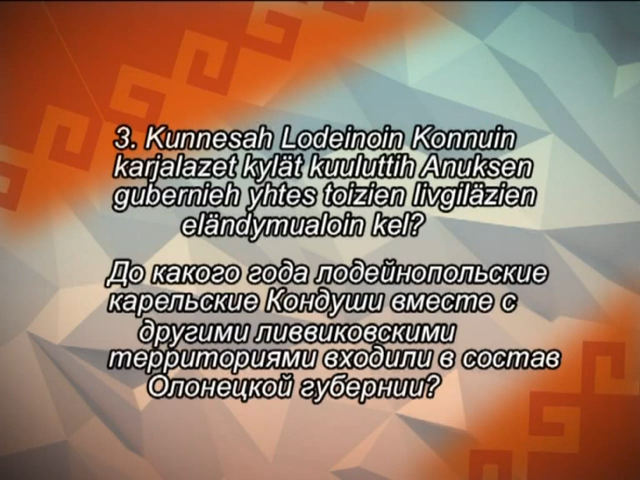 3. Kunnesah Lodeinoin Konnuin
karjalazet kylät kuuluttih Anuksen
gubernieh yhtes toizien livgiläzien
eländymualoin kel?
До какого года лодейнопольские
карельские Кондуши вместе с
другими ливвиковскими
территориями входили в состав
Олонецкой губернии?